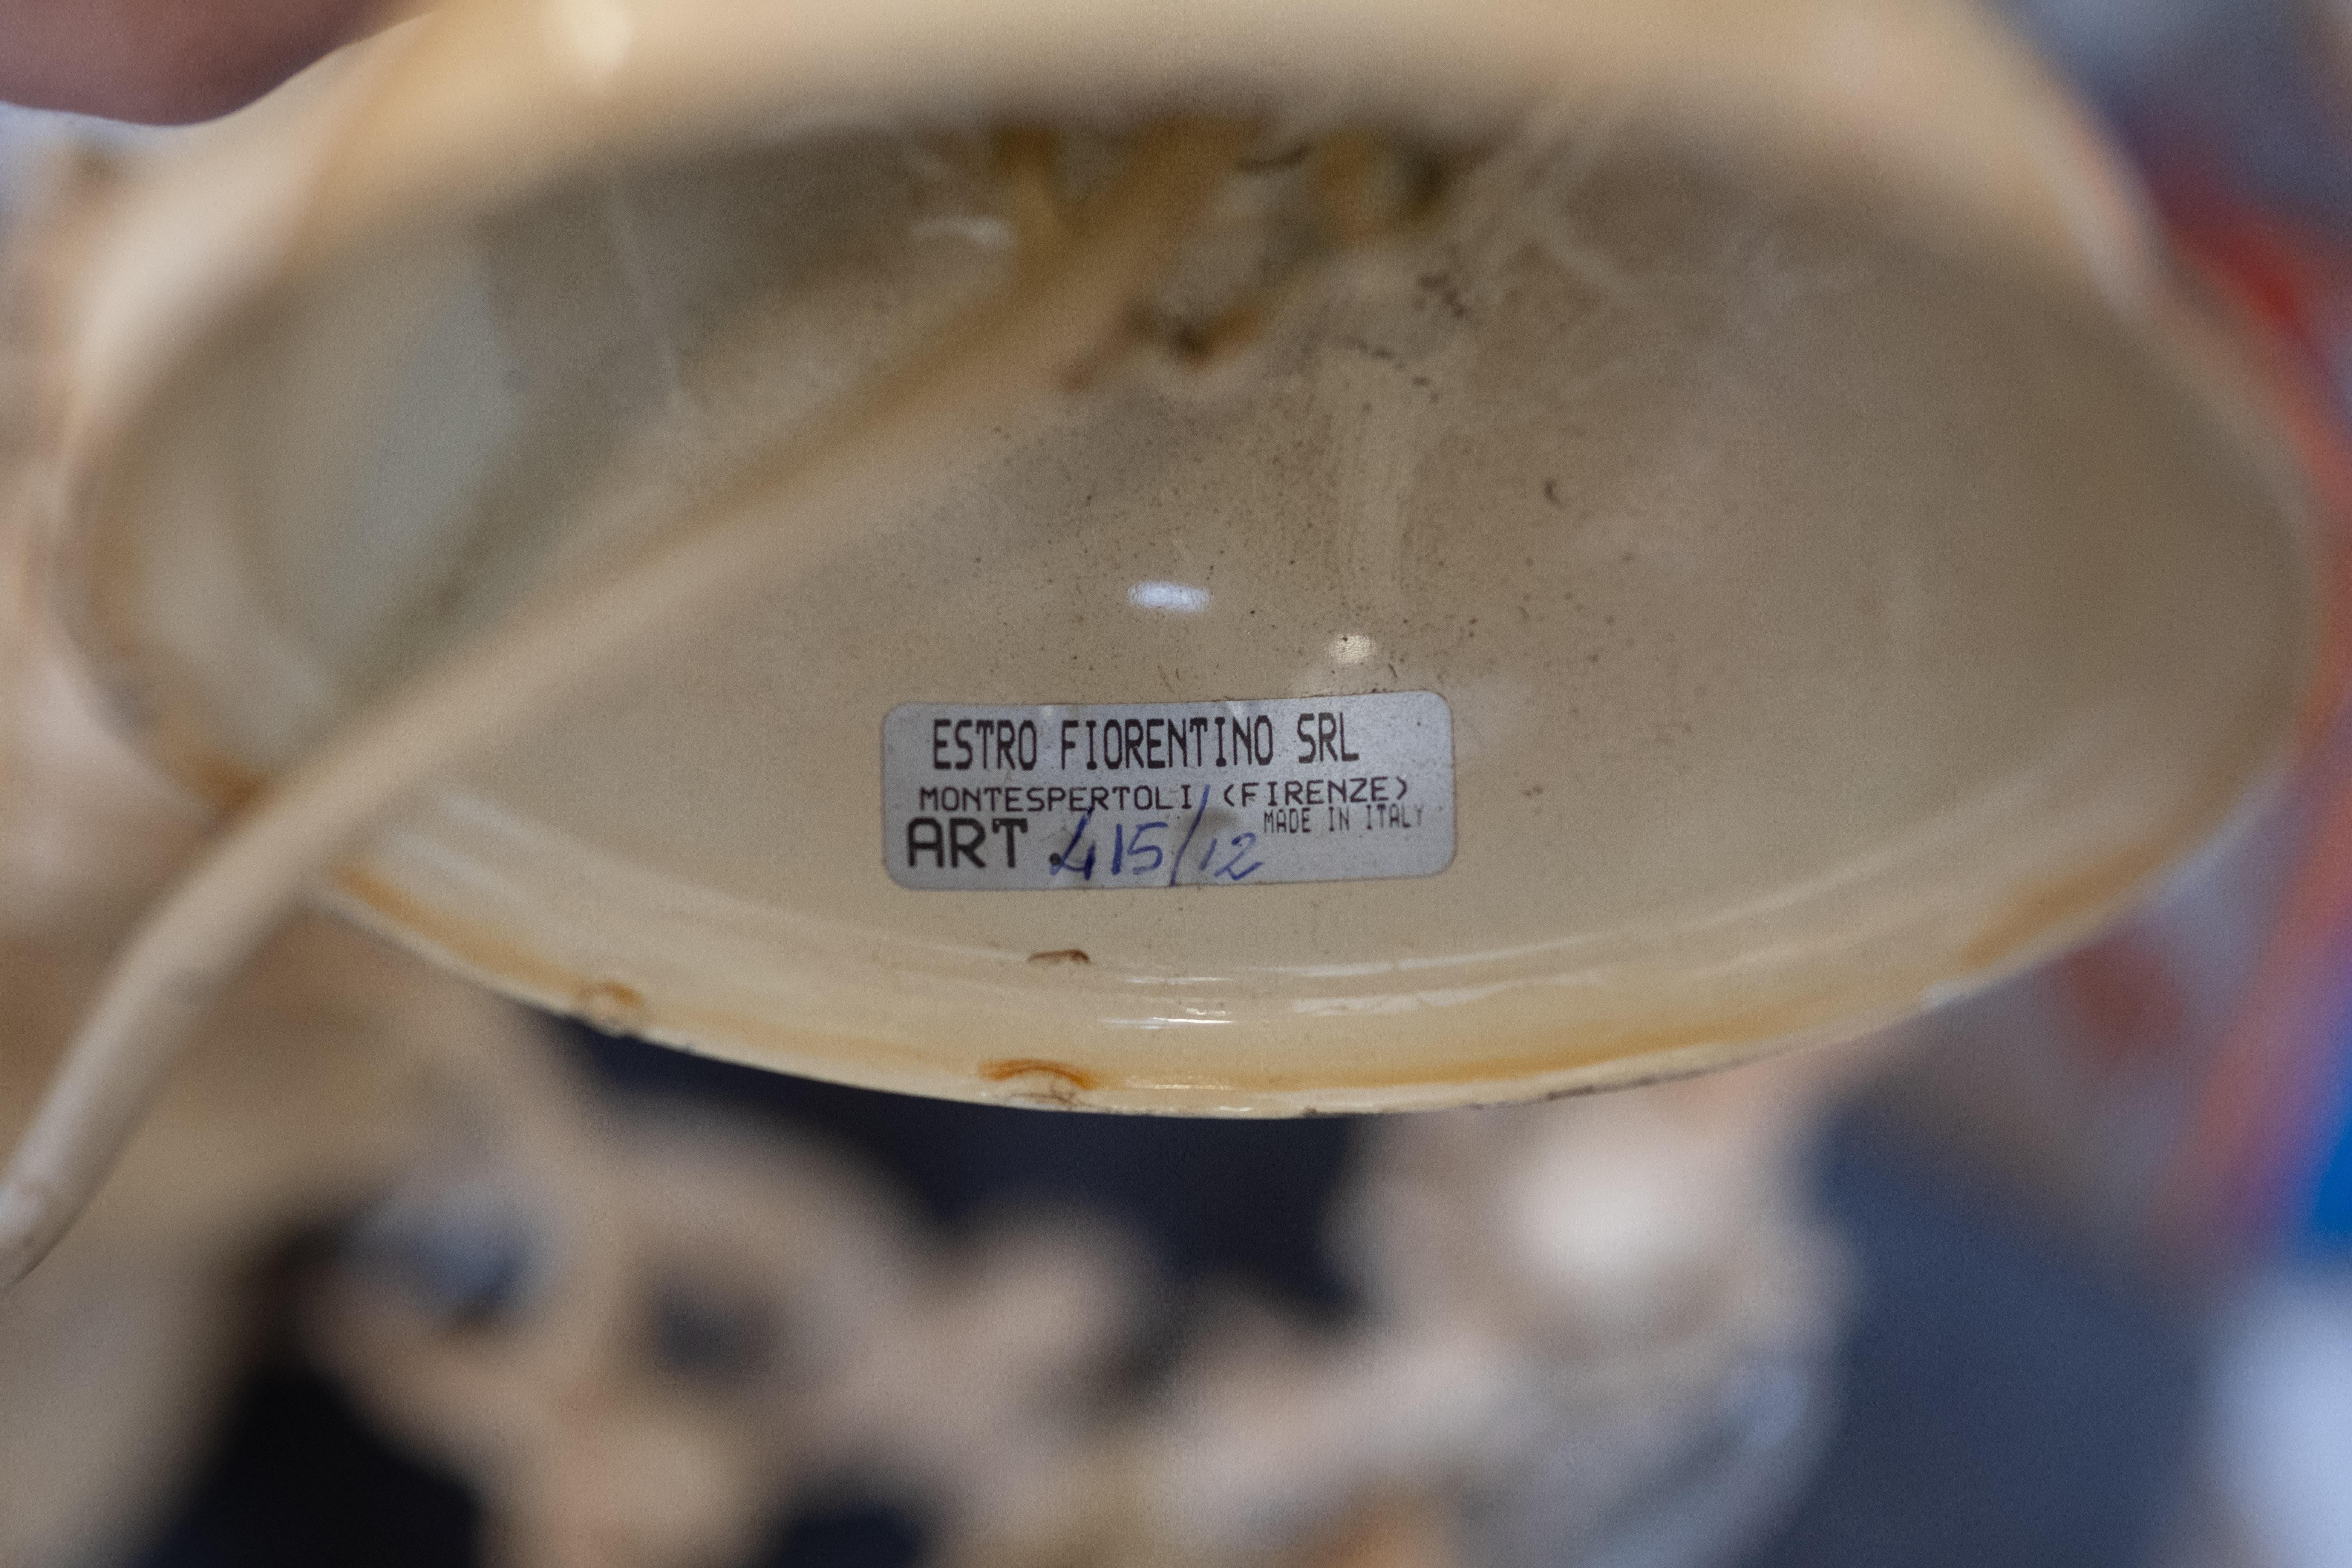 ESTRO FIORENTINO SRL
MONTESPERTOLI (FIRENZE)
MADE IN ITALY
ART. 415/12